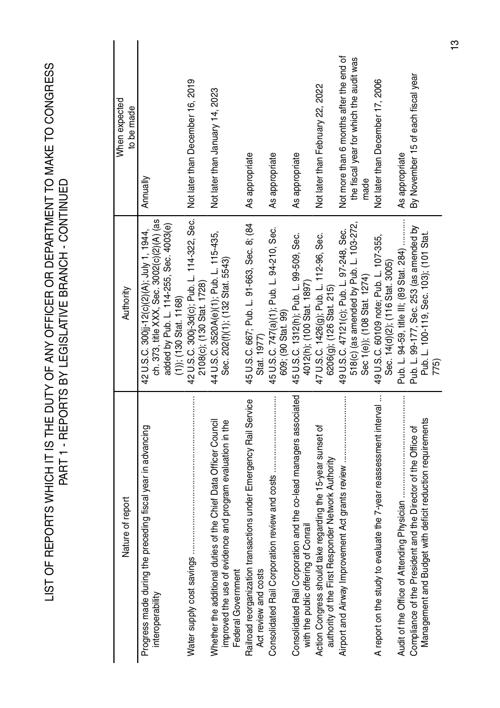 LIST OF REPORTS WHICH IT IS THE DUTY OF ANY OFFICER OR DEPARTMENT TO MAKE TO CONGRESS
PART 1 - REPORTS BY LEGISLATIVE BRANCH - CONTINUED
Nature of report
Authority
When expected
to be made
Progress made during the preceding fiscal year in advancing
interoperability
42 U.S.C. 300jj-12(c)(2)(A); July 1, 1944,
ch. 373, title XXX, Sec. 3002(c)(2)(A) (as
added by Pub. L. 114-255, Sec. 4003(e)
(1)); (130 Stat. 1168)
Annually
Water supply cost savings
42 U.S.C. 300j-3d(c); Pub. L. 114-322, Sec.
2108(c); (130 Stat. 1728)
Not later than December 16, 2019
Whether the additional duties of the Chief Data Officer Council
improved the use of evidence and program evaluation in the
Federal Government
44 U.S.C. 3520A(e)(1); Pub. L. 115-435,
Sec. 202(f)(1); (132 Stat. 5543)
Not later than January 14, 2023
Railroad reorganization transactions under Emergency Rail Service
Act review and costs
45 U.S.C. 667; Pub. L. 91-663, Sec. 8; (84
Stat. 1977)
As appropriate
Consolidated Rail Corporation review and costs
45 U.S.C. 747(a)(1); Pub. L. 94-210, Sec.
609; (90 Stat. 99)
As appropriate
Consolidated Rail Corporation and the co-lead managers associated
with the public offering of Conrail
45 U.S.C. 1312(h); Pub. L. 99-509, Sec.
4012(h); (100 Stat. 1897)
As appropriate
Action Congress should take regarding the 15-year sunset of
authority of the First Responder Network Authority
47 U.S.C. 1426(g); Pub. L. 112-96, Sec.
6206(g); (126 Stat. 215)
Not later than February 22, 2022
Airport and Airway Improvement Act grants review
49 U.S.C. 47121(c); Pub. L. 97-248, Sec.
518(c) (as amended by Pub. L. 103-272,
Sec 1(e)); (108 Stat. 1274)
Not more than 6 months after the end of
the fiscal year for which the audit was
made
A report on the study to evaluate the 7-year reassessment interval ...
49 U.S.C. 60109 note; Pub. L. 107-355,
Sec. 14(d)(2); (116 Stat. 3005)
Not later than December 17, 2006
Audit of the Office of Attending Physician
Pub. L. 94-59, title III; (89 Stat. 284)
As appropriate
Compliance of the President and the Director of the Office of
Management and Budget with deficit reduction requirements
Pub. L. 99-177, Sec. 253 (as amended by
Pub. L. 100-119, Sec. 103); (101 Stat.
775)
By November 15 of each fiscal year
13